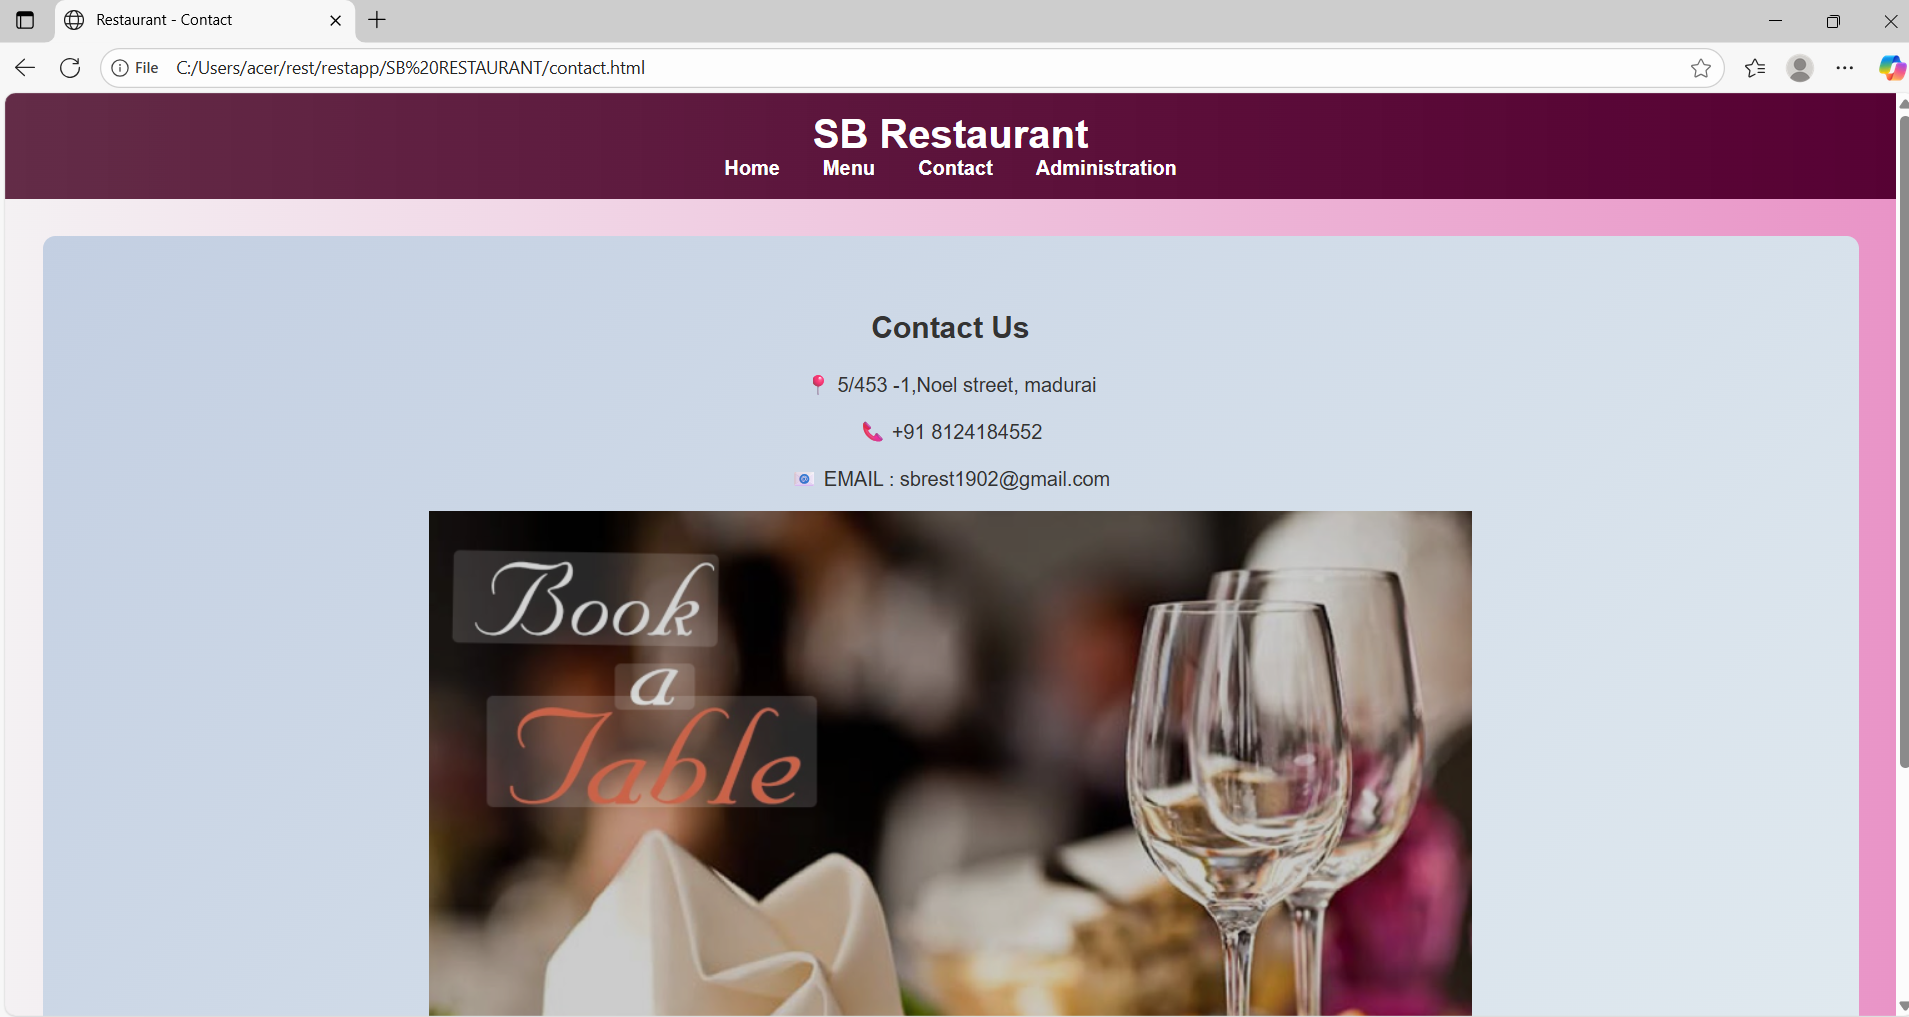 Restaurant - Contact
File C:/Users/acer/rest/restapp/SB%20RESTAURANT/contact.html
SB Restaurant
Home Menu Contact Administration
Contact Us
5/453 -1,Noel street, madurai
+91 8124184552
EMAIL : sbrest1902@gmail.com
Book
a
Table